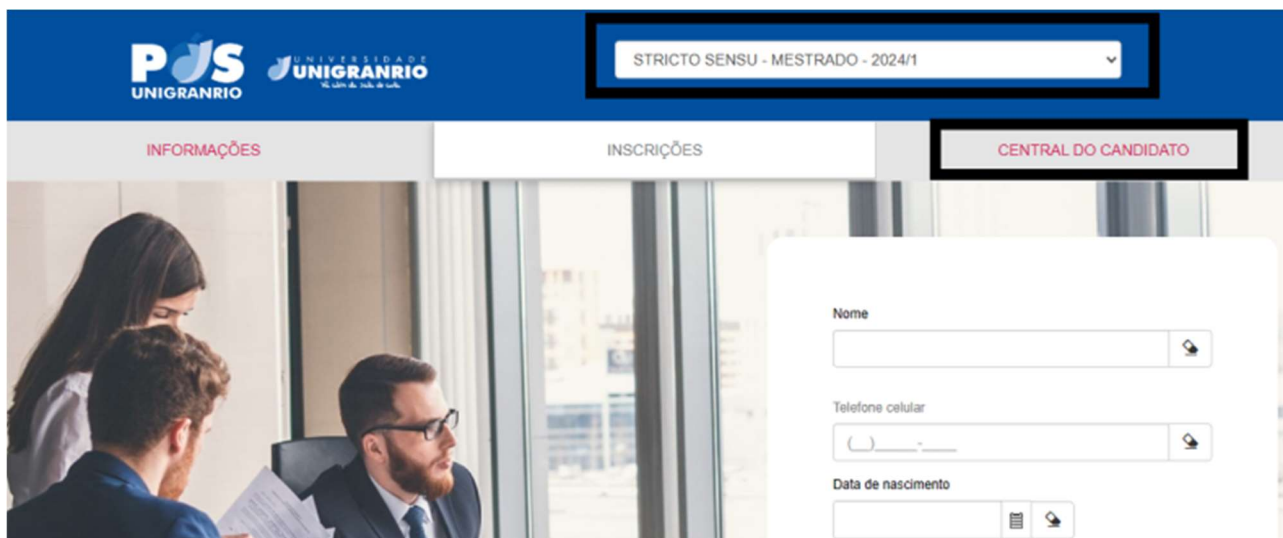 PÓS
UNIGRANRIO
UNIVERSIDADE
UNIGRANRIO
STRICTO SENSU - MESTRADO - 2024/1
INFORMAÇÕES
INSCRIÇÕES
CENTRAL DO CANDIDATO
Nome
Telefone celular
(__)_____-____
Data de nascimento